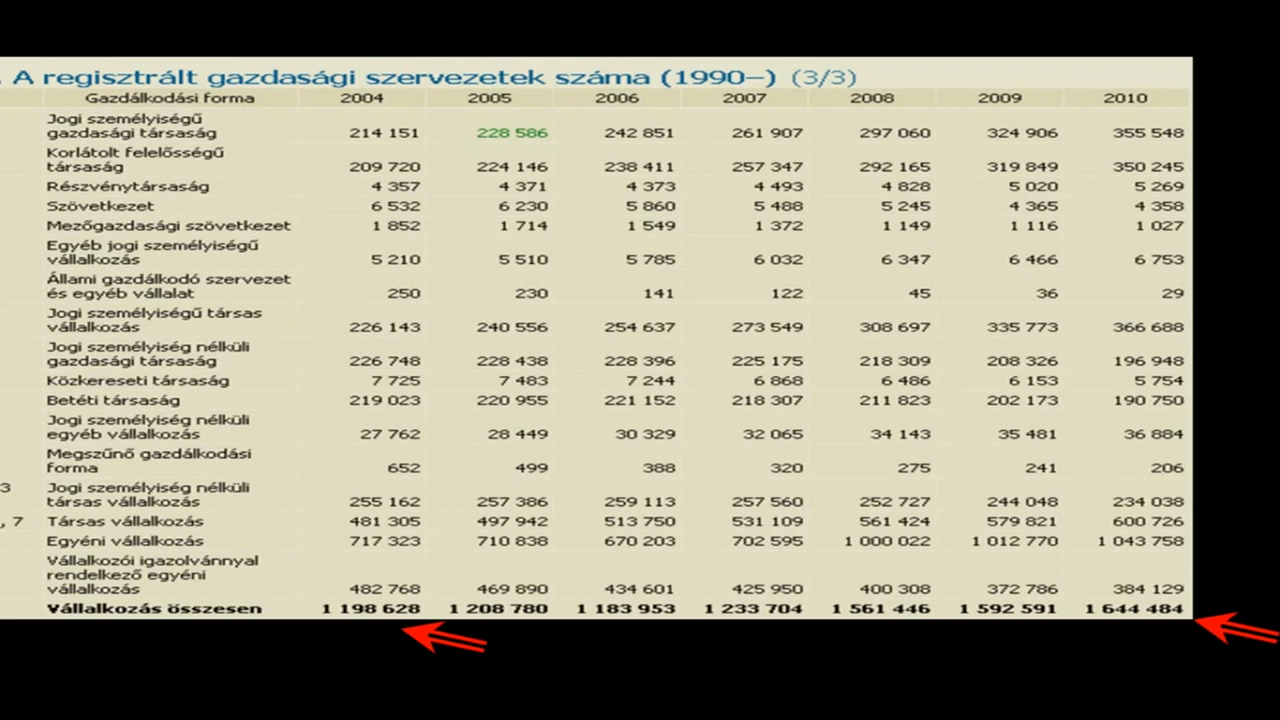 . A regisztrált gazdasági szervezetek száma (1990–) (3/3)
Gazdálkodási forma 2004 2005 2006 2007 2008 2009 2010
Jogi személyiségű
gazdasági társaság 214 151 228 586 242 851 261 907 297 060 324 906 355 548
Korlátolt felelősségű
társaság 209 720 224 146 238 411 257 347 292 165 319 849 350 245
Részvénytársaság 4 357 4 371 4 373 4 493 4 828 5 020 5 269
Szövetkezet 6 532 6 230 5 860 5 488 5 245 4 365 4 358
Mezőgazdasági szövetkezet 1 852 1 714 1 549 1 372 1 149 1 116 1 027
Egyéb jogi személyiségű
vállalkozás 5 210 5 510 5 785 6 032 6 347 6 466 6 753
Állami gazdálkodó szervezet
és egyéb vállalat 250 230 141 122 45 36 29
Jogi személyiségű társas
vállalkozás 226 143 240 556 254 637 273 549 308 697 335 773 366 688
Jogi személyiség nélküli
gazdasági társaság 226 748 228 438 228 396 225 175 218 309 208 326 196 948
Közkereseti társaság 7 725 7 483 7 244 6 868 6 486 6 153 5 754
Betéti társaság 219 023 220 955 221 152 218 307 211 823 202 173 190 750
Jogi személyiség nélküli
egyéb vállalkozás 27 762 28 449 30 329 32 065 34 143 35 481 36 884
Megszűnő gazdálkodási
forma 652 499 388 320 275 241 206
3 Jogi személyiség nélküli
társas vállalkozás 255 162 257 386 259 113 257 560 252 727 244 048 234 038
, 7 Társas vállalkozás 481 305 497 942 513 750 531 109 561 424 579 821 600 726
Egyéni vállalkozás 717 323 710 838 670 203 702 595 1 000 022 1 012 770 1 043 758
Vállalkozói igazolvánnyal
rendelkező egyéni
vállalkozás 482 768 469 890 434 601 425 950 400 308 372 786 384 129
Vállalkozás összesen 1 198 628 1 208 780 1 183 953 1 233 704 1 561 446 1 592 591 1 644 484